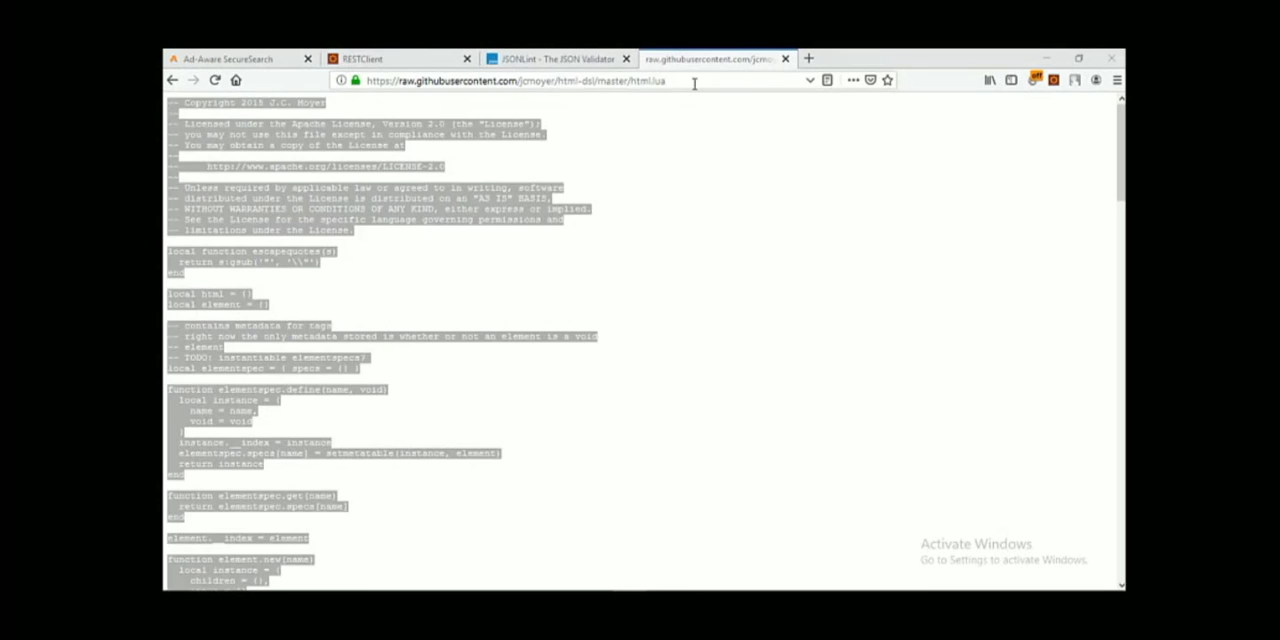 Ad-Aware SecureSearch
RESTClient
JSONLint - The JSON Validator
raw.githubusercontent.com/jcmoye
https://raw.githubusercontent.com/jcmoyer/html-dsl/master/html.lua
off
-- Copyright 2015 J.C. Moyer
--
-- Licensed under the Apache License, Version 2.0 (the "License");
-- you may not use this file except in compliance with the License.
-- You may obtain a copy of the License at
--
--     http://www.apache.org/licenses/LICENSE-2.0
--
-- Unless required by applicable law or agreed to in writing, software
-- distributed under the License is distributed on an "AS IS" BASIS,
-- WITHOUT WARRANTIES OR CONDITIONS OF ANY KIND, either express or implied.
-- See the License for the specific language governing permissions and
-- limitations under the License.
local function escapequotes(s)
  return s:gsub('"', '\\"')
end
local html = {}
local element = {}
-- contains metadata for tags
-- right now the only metadata stored is whether or not an element is a void
-- element
-- TODO: instantiable elementspecs?
local elementspec = { specs = {} }
function elementspec.define(name, void)
  local instance = {
    name = name,
    void = void
  }
  instance.__index = instance
  elementspec.specs[name] = setmetatable(instance, element)
  return instance
end
function elementspec.get(name)
  return elementspec.specs[name]
end
element.__index = element
function element.new(name)
  local instance = {
    children = {},
Activate Windows
Go to Settings to activate Windows.